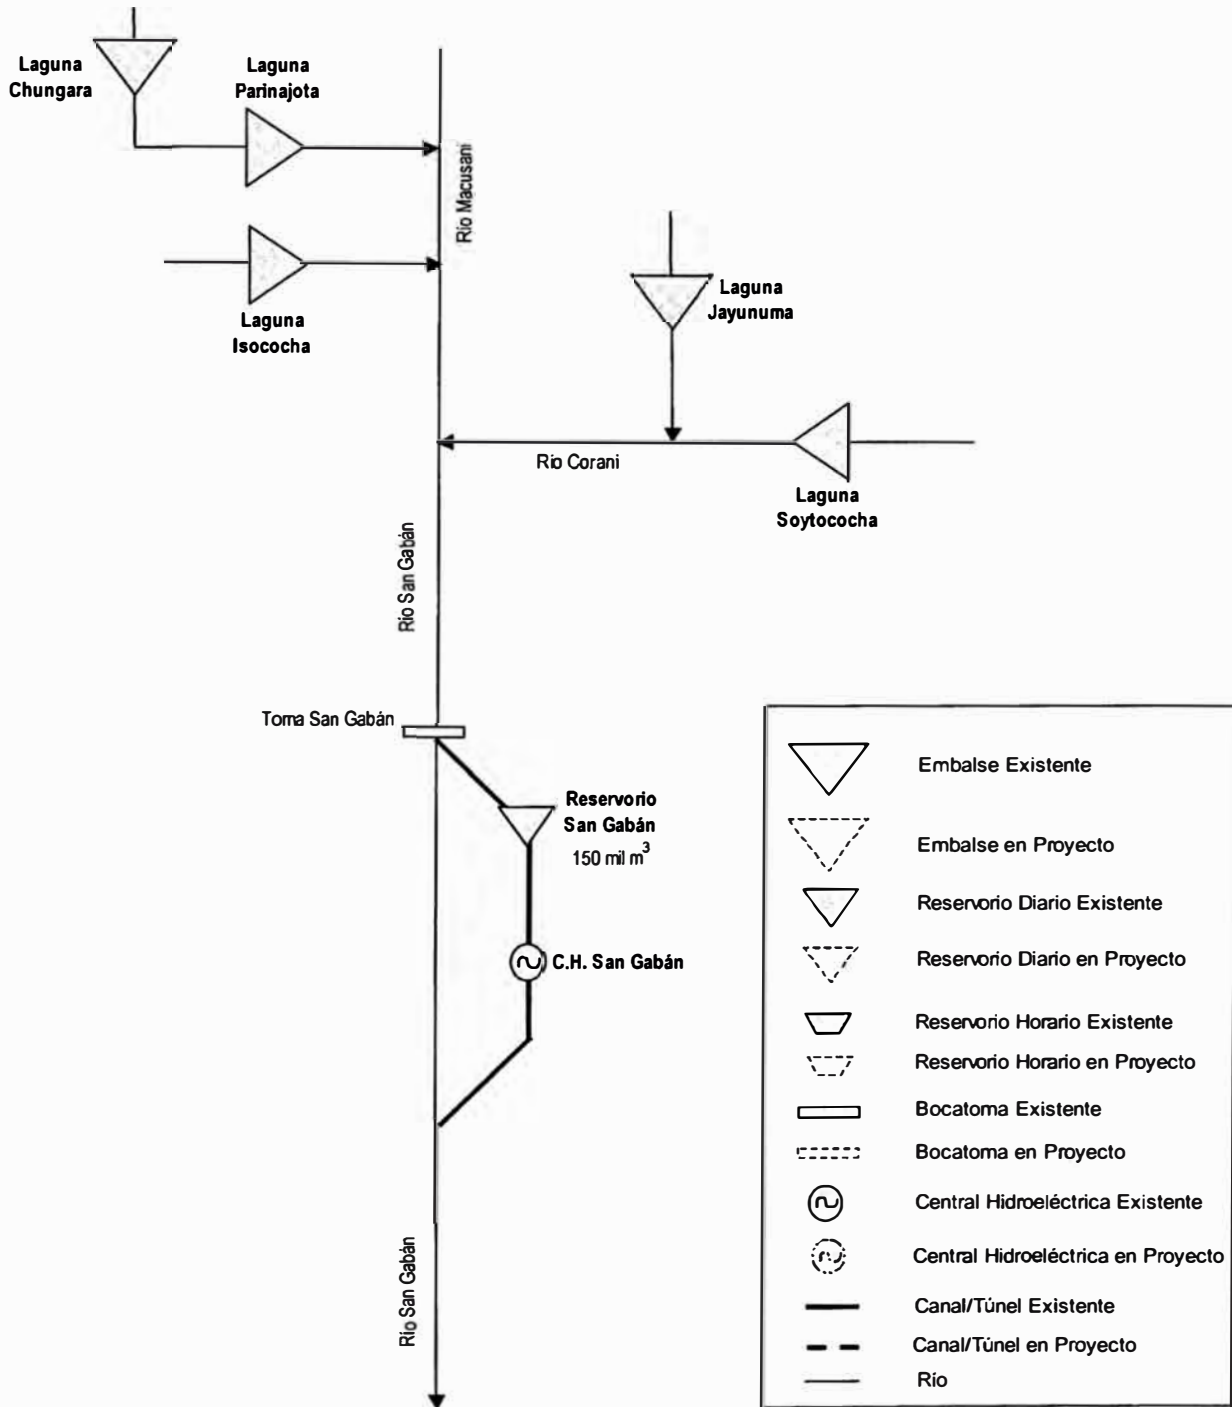 Laguna
Chungara
Laguna
Parinajota
Río Macusani
Laguna
Isococha
Laguna
Jayunuma
Río Corani
Laguna
Soytococha
Río San Gabán
Toma San Gabán
Reservorio
San Gabán
150 mil m³
C.H. San Gabán
Río San Gabán
Embalse Existente
Embalse en Proyecto
Reservorio Diario Existente
Reservorio Diario en Proyecto
Reservorio Horario Existente
Reservorio Horario en Proyecto
Bocatoma Existente
Bocatoma en Proyecto
Central Hidroeléctrica Existente
Central Hidroeléctrica en Proyecto
Canal/Túnel Existente
Canal/Túnel en Proyecto
Río